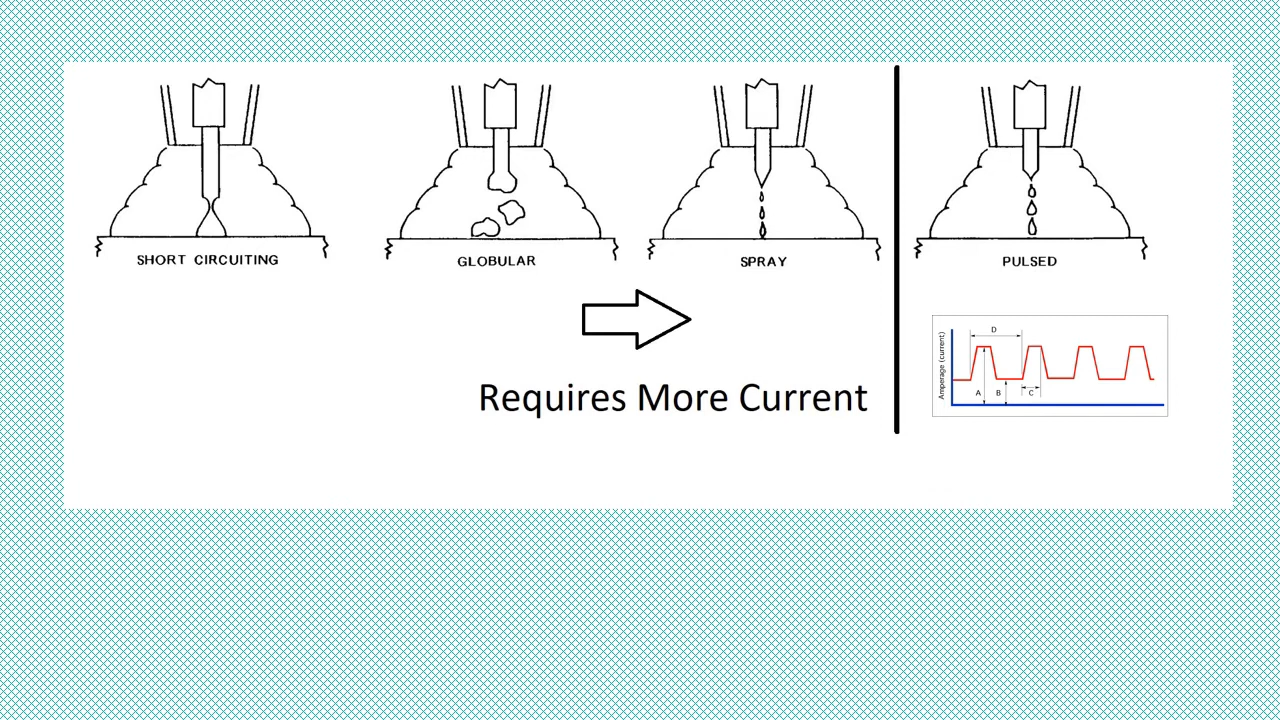 SHORT CIRCUITING
GLOBULAR
SPRAY
PULSED
Requires More Current
Amperage (current)
D
A
B
C